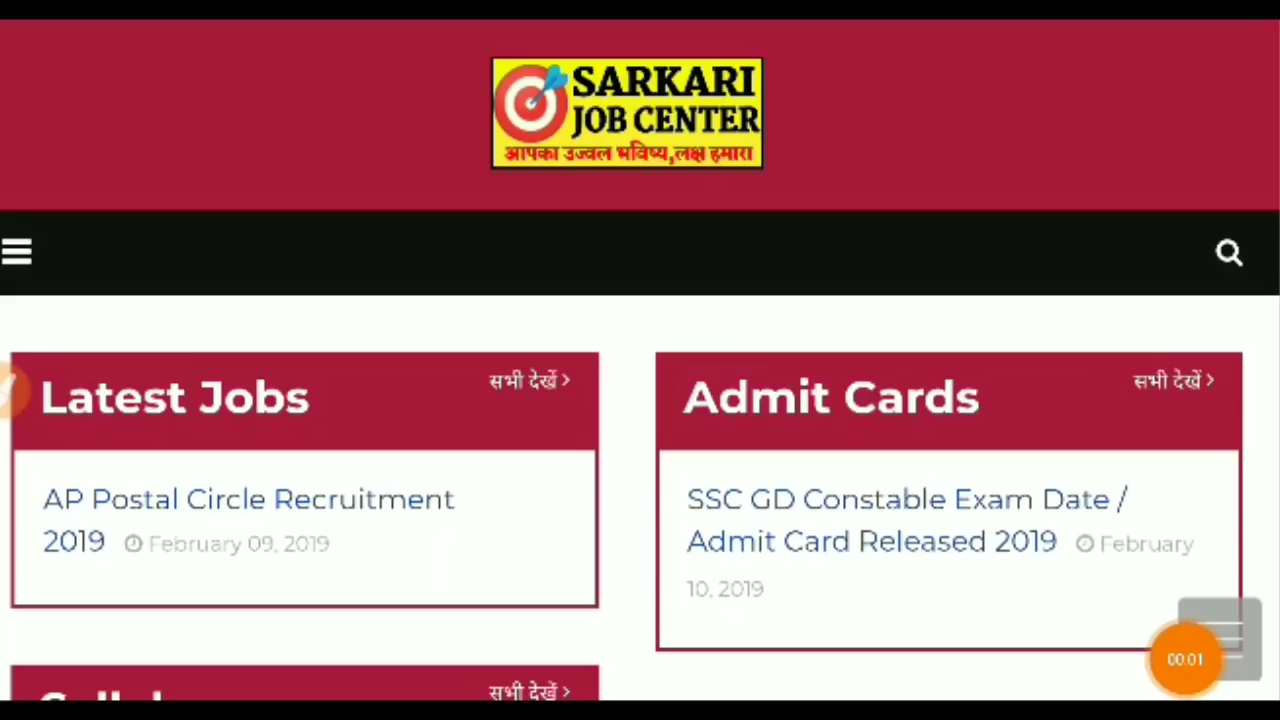 SARKARI
JOB CENTER
आपका उज्वल भविष्य,लक्ष हमारा
Latest Jobs
सभी देखें
AP Postal Circle Recruitment
2019 February 09, 2019
Admit Cards
सभी देखें
SSC GD Constable Exam Date /
Admit Card Released 2019 February
10, 2019
सभी देखें
00:01